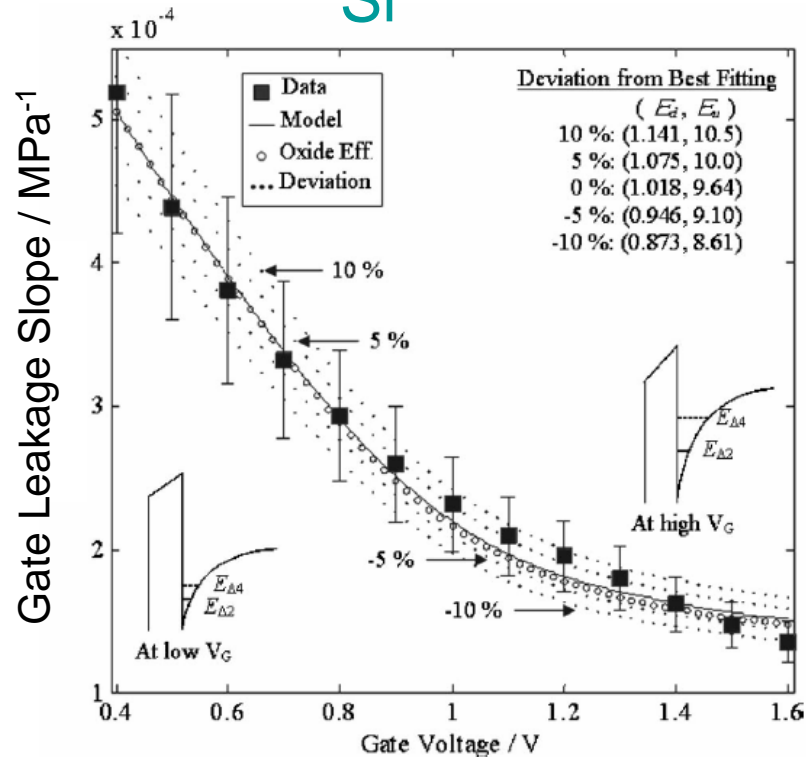 Si
x 10⁻⁴
Gate Leakage Slope / MPa⁻¹
5
4
3
2
1
Data
Model
Oxide Eff.
Deviation
Deviation from Best Fitting
( Ed, Eu )
10 %: (1.141, 10.5)
5 %: (1.075, 10.0)
0 %: (1.018, 9.64)
-5 %: (0.946, 9.10)
-10 %: (0.873, 8.61)
10 %
5 %
-5 %
-10 %
EΔ4
EΔ2
At high VG
EΔ4
EΔ2
At low VG
0.4 0.6 0.8 1 1.2 1.4 1.6
Gate Voltage / V